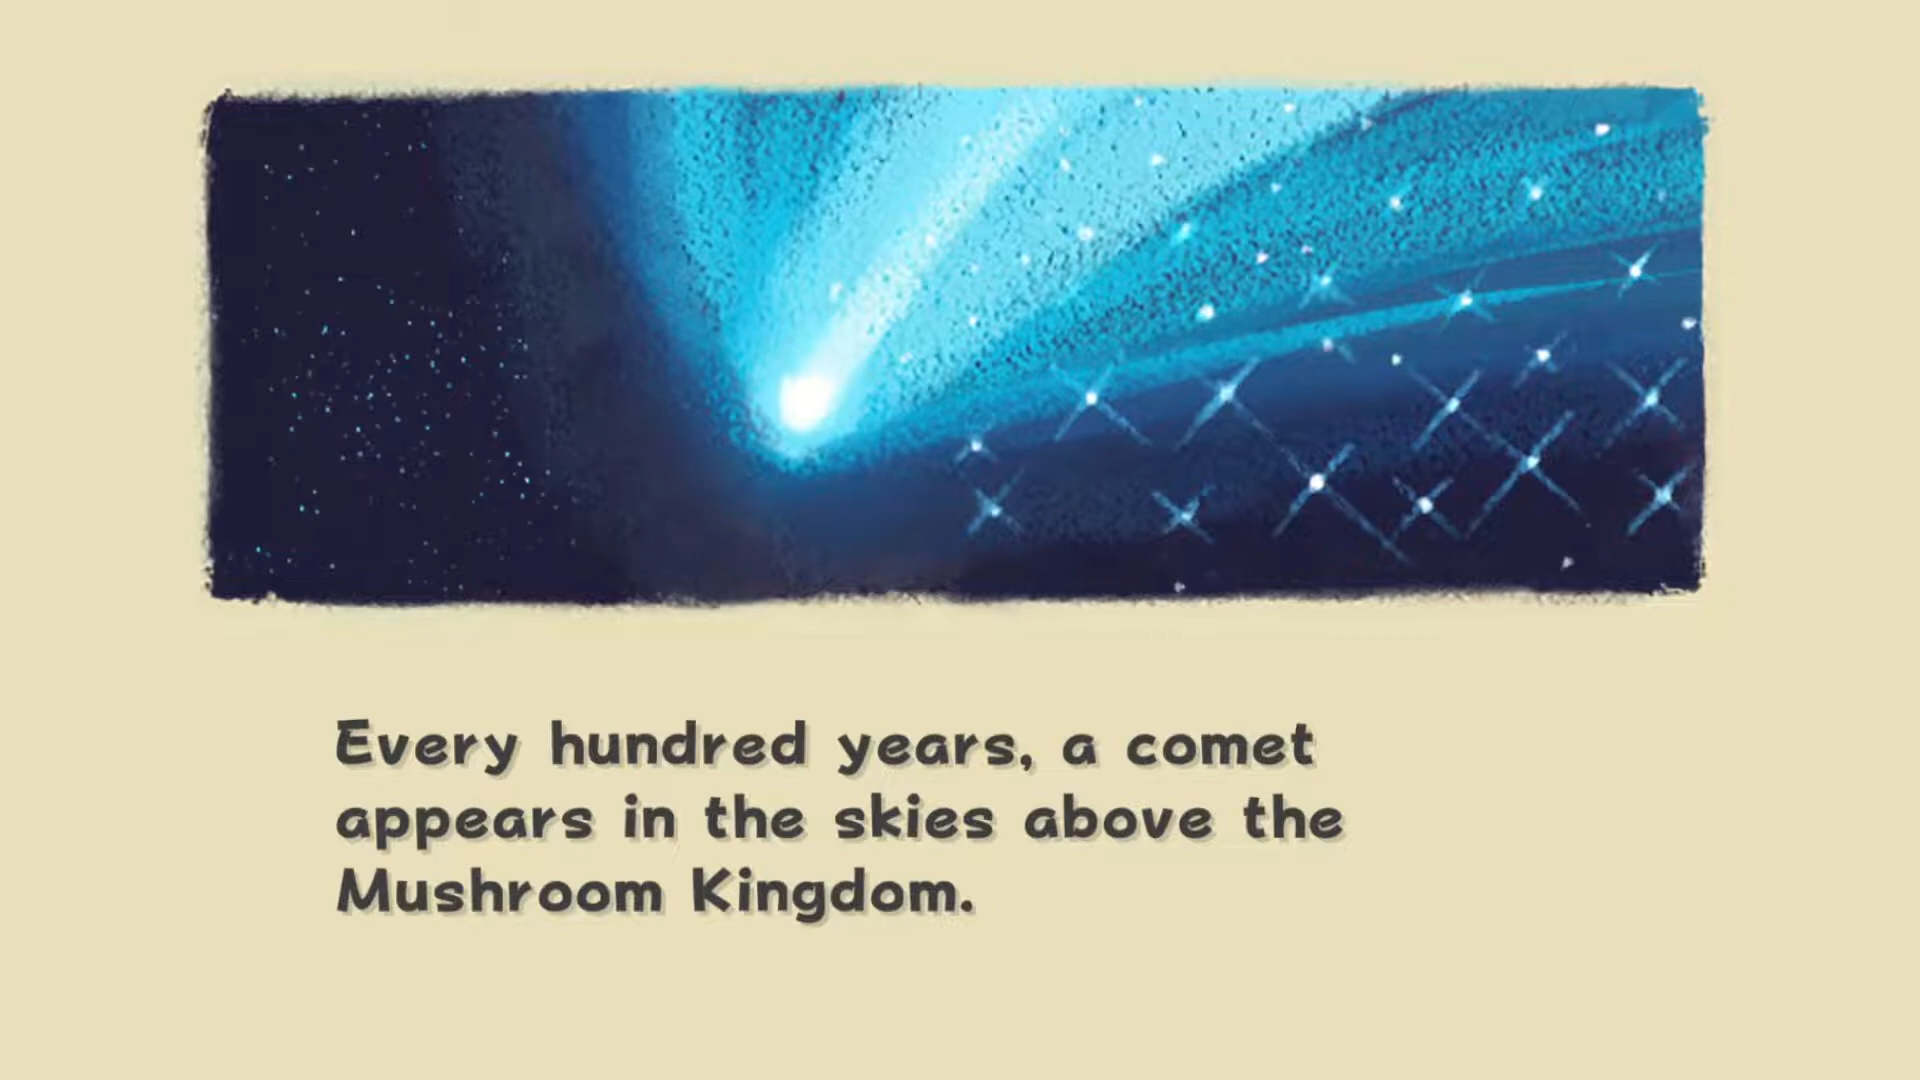 Every hundred years, a comet
appears in the skies above the
Mushroom Kingdom.